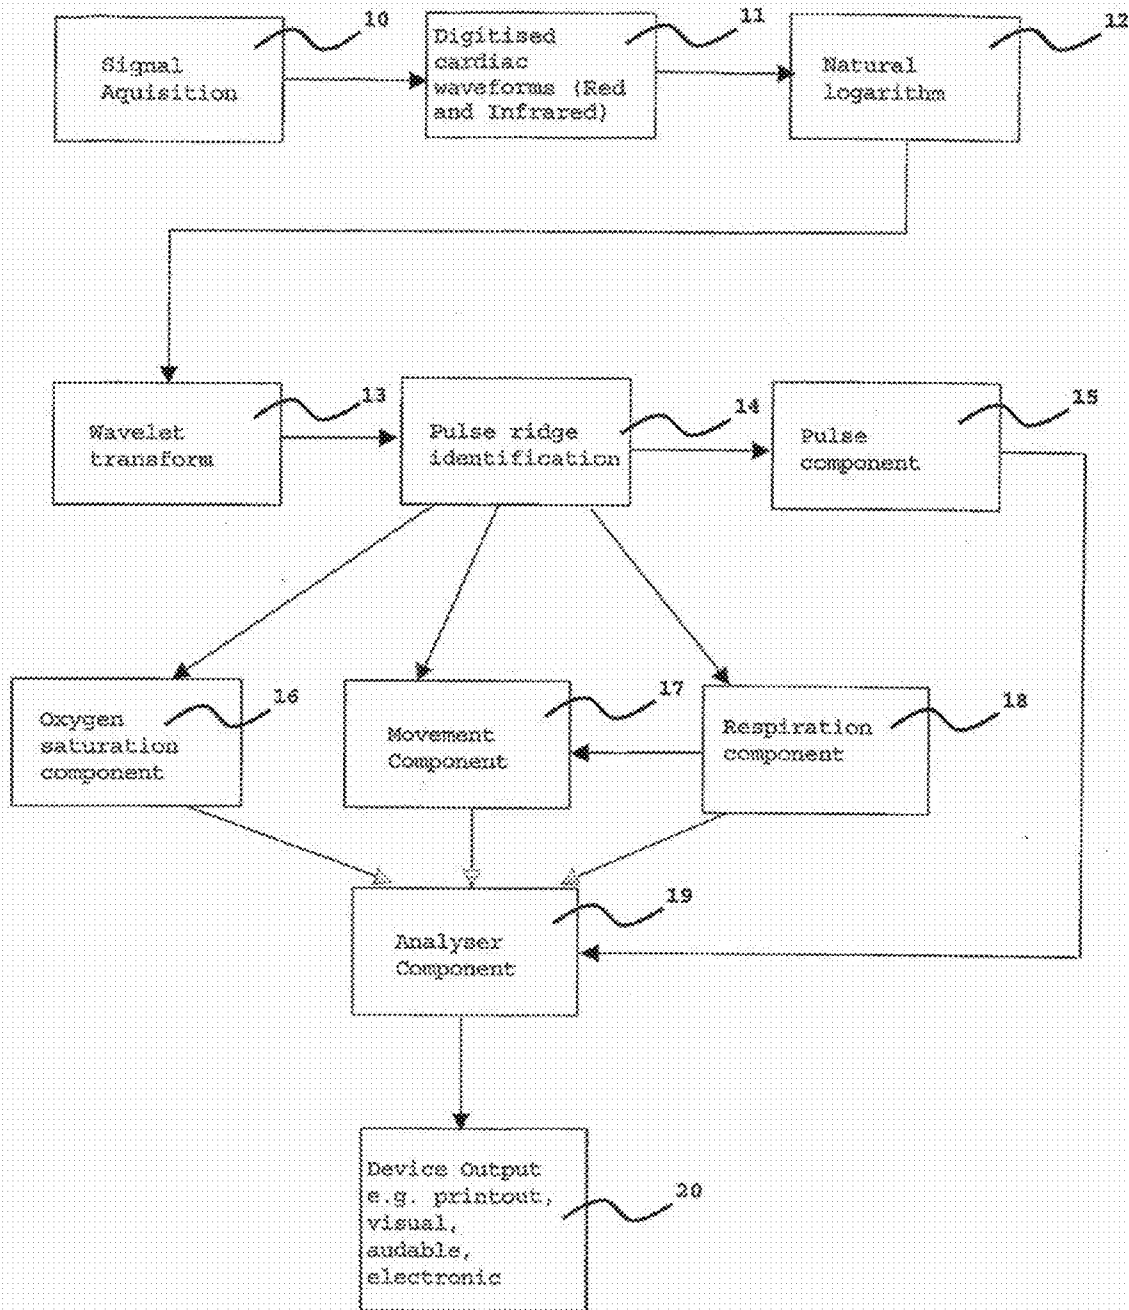 10
Signal
Aquisition
11
Digitised
cardiac
waveforms (Red
and Infrared)
12
Natural
logarithm
13
Wavelet
transform
14
Pulse ridge
identification
15
Pulse
component
16
Oxygen
saturation
component
17
Movement
Component
18
Respiration
component
19
Analyser
Component
20
Device Output
e.g. printout,
visual,
audable,
electronic